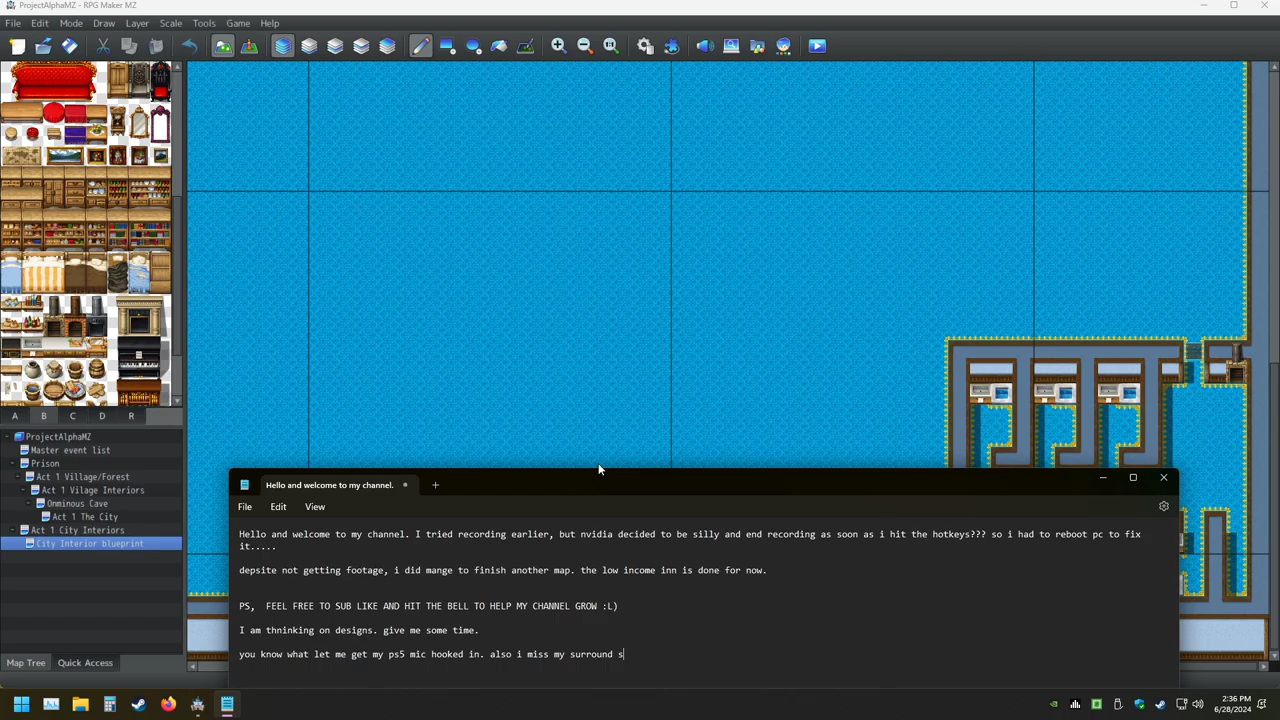 ProjectAlphaMZ - RPG Maker MZ
File Edit Mode Draw Layer Scale Tools Game Help
A B C D R
ProjectAlphaMZ
Master event list
Prison
Act 1 Village/Forest
Act 1 Vilage Interiors
Onminous Cave
Act 1 The City
Act 1 City Interiors
City Interior blueprint
Map Tree Quick Access
Hello and welcome to my channel.
File Edit View
Hello and welcome to my channel. I tried recording earlier, but nvidia decided to be silly and end recording as soon as i hit the hotkeys??? so i had to reboot pc to fix
it.....
depsite not getting footage, i did mange to finish another map. the low income inn is done for now.
PS, FEEL FREE TO SUB LIKE AND HIT THE BELL TO HELP MY CHANNEL GROW :L)
I am thninking on designs. give me some time.
you know what let me get my ps5 mic hooked in. also i miss my surround s
2:36 PM
6/28/2024